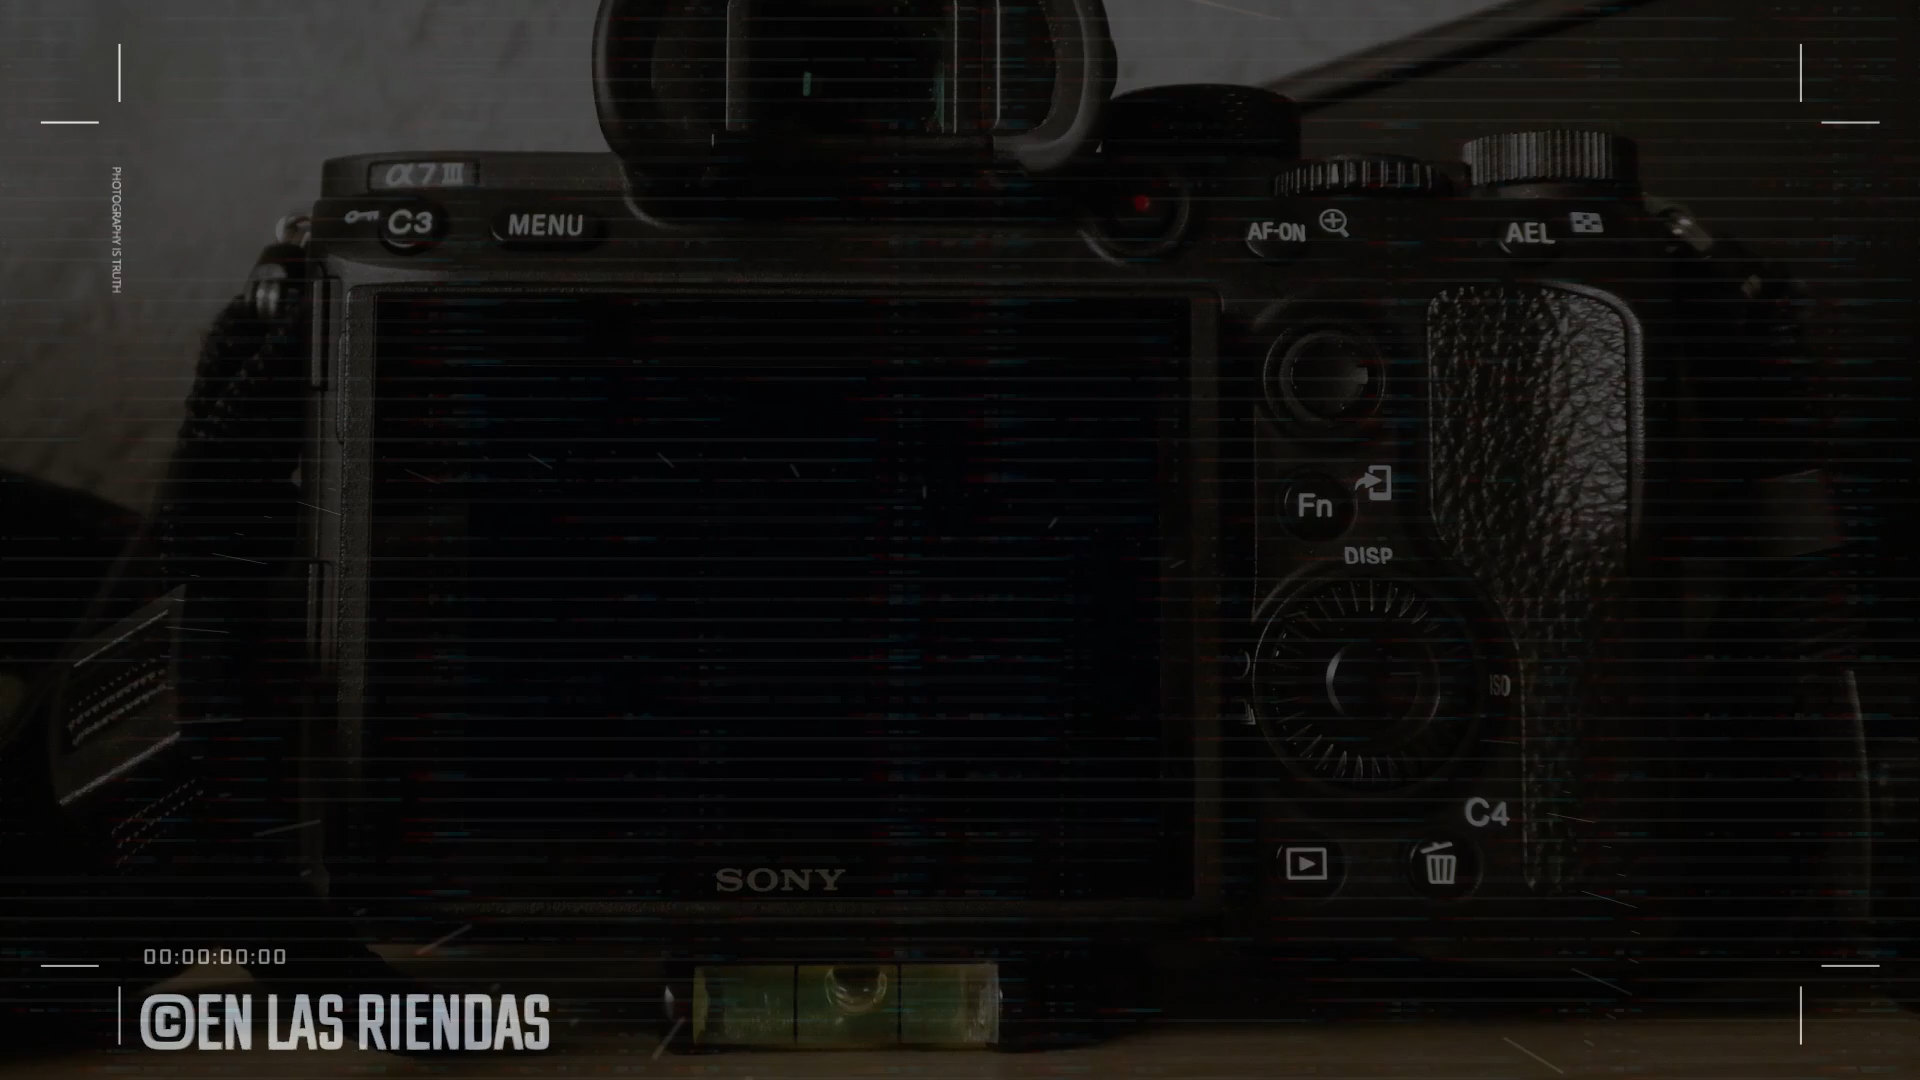 α7III
C3
MENU
AF-ON
AEL
PHOTOGRAPHY IS TRUTH
Fn
DISP
ISO
C4
SONY
00:00:00:00
©EN LAS RIENDAS